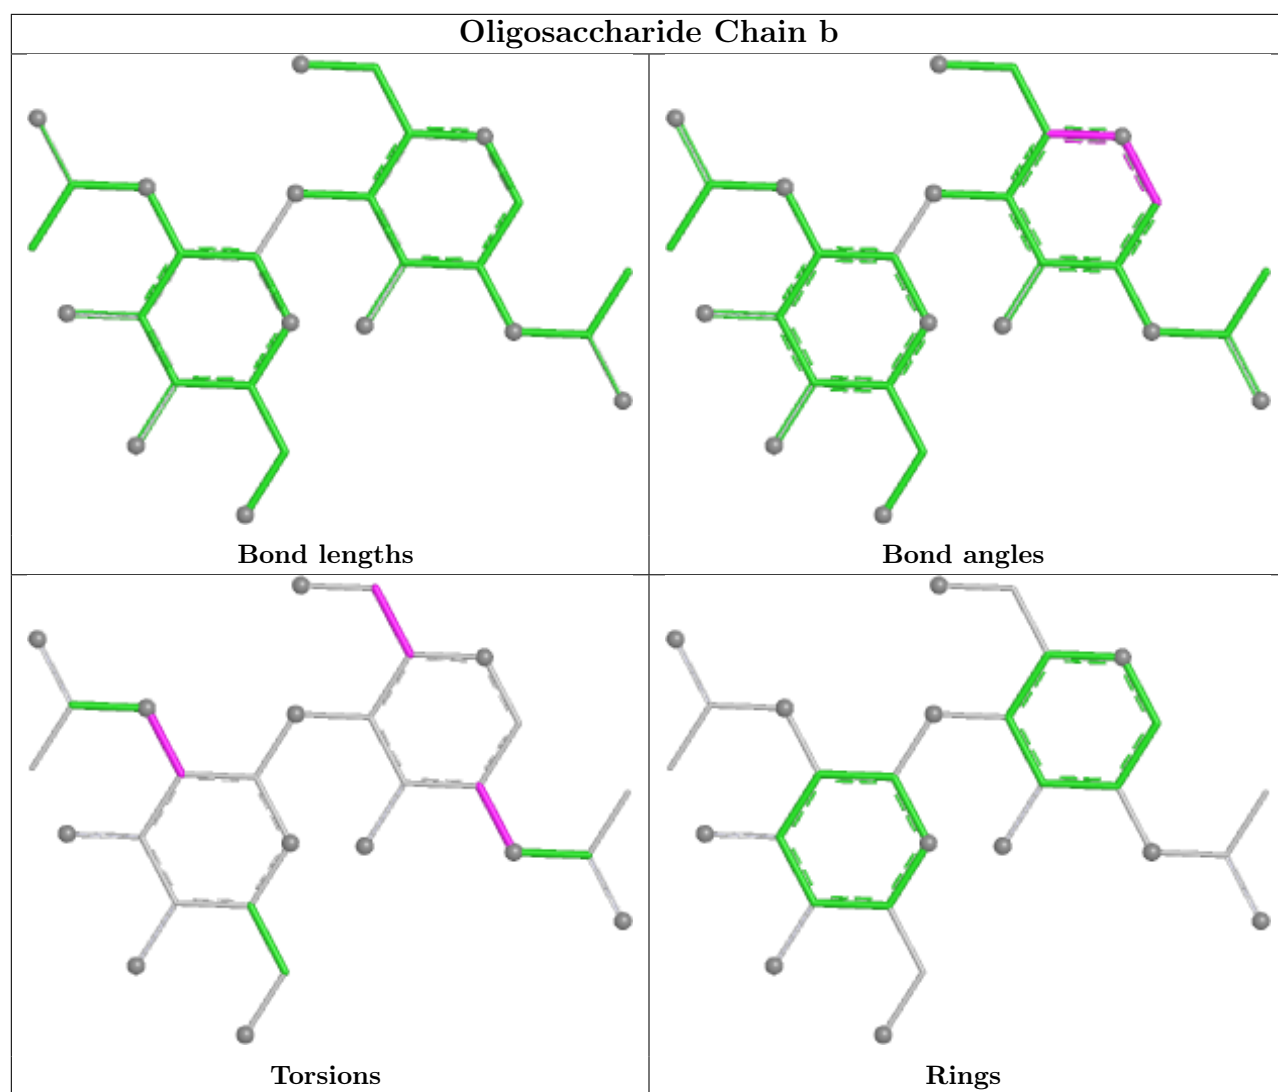 Oligosaccharide Chain b
Bond lengths
Bond angles
Torsions
Rings